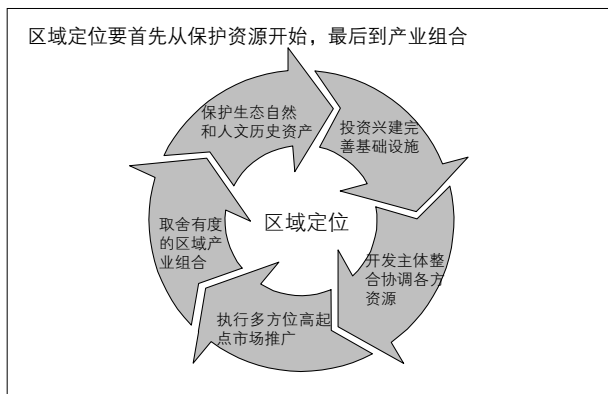 区域定位要首先从保护资源开始，最后到产业组合
保护生态自然
和人文历史资产
投资兴建完
善基础设施
开发主体整
合协调各方
资源
执行多方位高起
点市场推广
取舍有度
的区域产
业组合
区域定位